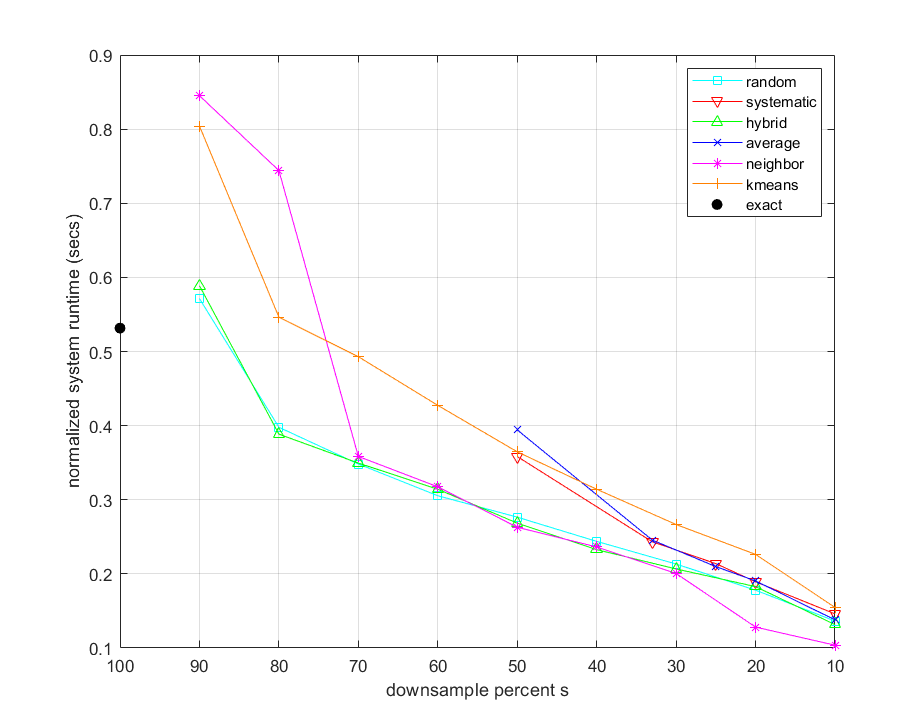 0.9
0.8
0.7
0.6
0.5
0.4
0.3
0.2
0.1
normalized system runtime (secs)
random
systematic
hybrid
average
neighbor
kmeans
exact
100 90 80 70 60 50 40 30 20 10
downsample percent s